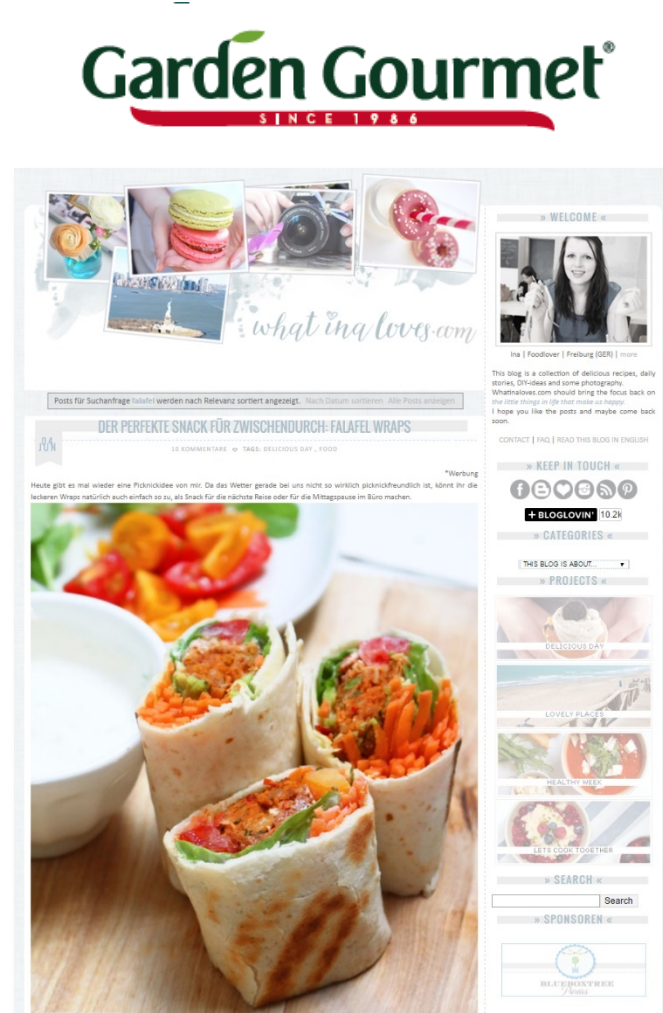 Garden Gourmet®
SINCE 1986
what ina loves.com
Posts für Suchanfrage falafel werden nach Relevanz sortiert angezeigt. Nach Datum sortieren Alle Posts anzeigen
DER PERFEKTE SNACK FÜR ZWISCHENDURCH: FALAFEL WRAPS
10 KOMMENTARE TAGS: DELICIOUS DAY , FOOD
*Werbung
Heute gibt es mal wieder eine Picknickidee von mir. Da das Wetter gerade bei uns nicht so wirklich picknickfreundlich ist, könnt ihr die
leckeren Wraps natürlich auch einfach so zu, als Snack für die nächste Reise oder für die Mittagspause im Büro machen.
» WELCOME «
Ina | Foodlover | Freiburg {GER} | more
This blog is a collection of delicious recipes, daily
stories, DIY-ideas and some photography.
Whatinaloves.com should bring the focus back on
the little things in life that make us happy.
I hope you like the posts and maybe come back
soon.
CONTACT | FAQ | READ THIS BLOG IN ENGLISH
» KEEP IN TOUCH «
+ BLOGLOVIN' 10.2k
» CATEGORIES «
THIS BLOG IS ABOUT...
» PROJECTS «
DELICIOUS DAY
LOVELY PLACES
HEALTHY WEEK
LETS COOK TOGETHER
» SEARCH «
Search
» SPONSOREN «
BLUEBOXTREE
Parties